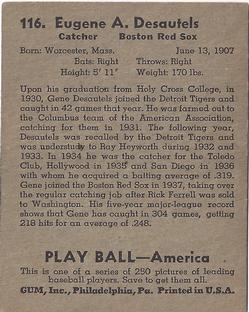 116. Eugene A. Desautels
Catcher Boston Red Sox
Born: Worcester, Mass. June 13, 1907
Bats: Right Throws: Right
Height: 5' 11" Weight: 170 lbs.
Upon his graduation from Holy Cross College, in
1930, Gene Desautels joined the Detroit Tigers and
caught in 42 games that year. He was farmed out to
the Columbus team of the American Association,
catching for them in 1931. The following year,
Desautels was recalled by the Detroit Tigers and
was understudy to Ray Heyworth during 1932 and
1933. In 1934 he was the catcher for the Toledo
Club, Hollywood in 1935 and San Diego in 1936
with whom he acquired a batting average of .319.
Gene joined the Boston Red Sox in 1937, taking over
the regular catching job after Rick Ferrell was sold
to Washington. His five-year major-league record
shows that Gene has caught in 304 games, getting
218 hits for an average of .248.
PLAY BALL—America
This is one of a series of 250 pictures of leading
baseball players. Save to get them all.
GUM, Inc., Philadelphia, Pa. Printed in U.S.A.